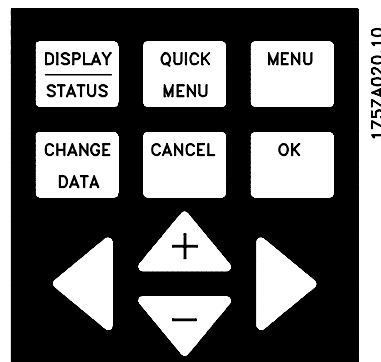 DISPLAY
STATUS
QUICK
MENU
MENU
CHANGE
DATA
CANCEL
OK
+
−
175ZA020.10